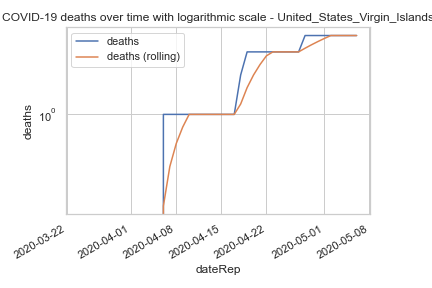 COVID-19 deaths over time with logarithmic scale - United_States_Virgin_Islands
deaths
deaths (rolling)
10⁰
deaths
2020-03-22
2020-04-01
2020-04-08
2020-04-15
2020-04-22
2020-05-01
2020-05-08
dateRep